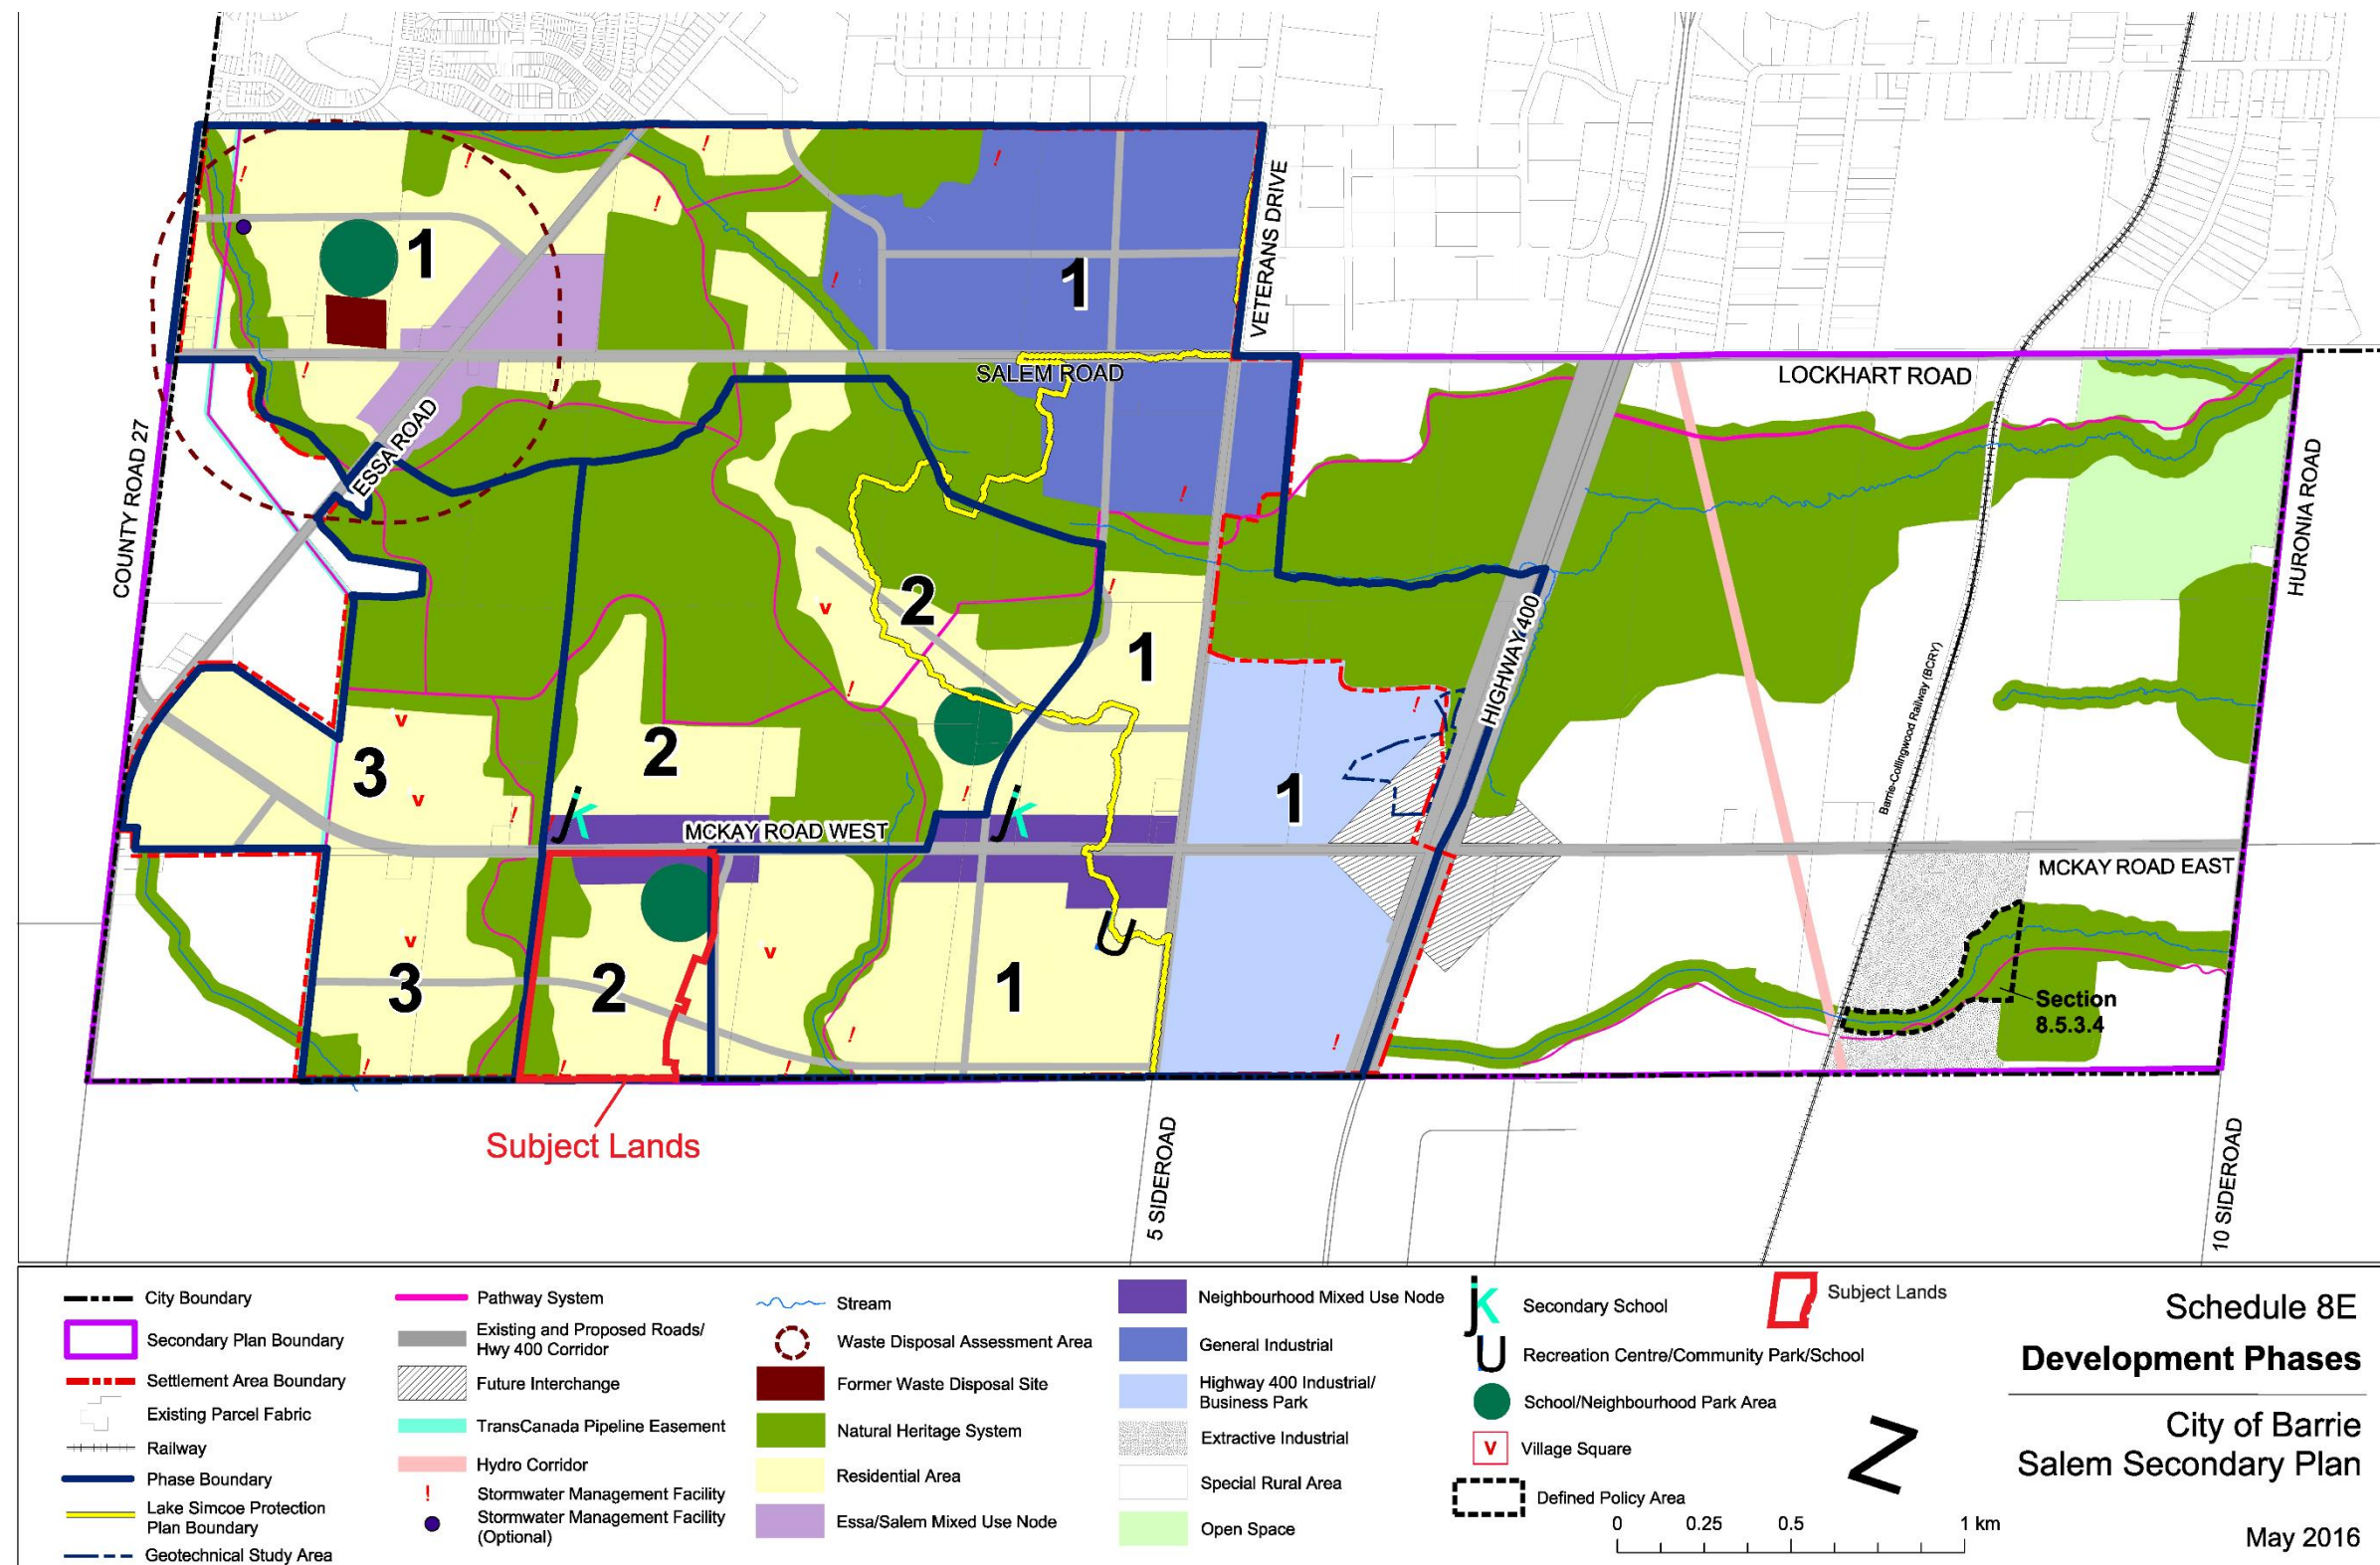 VETERANS DRIVE
1
1
SALEM ROAD
LOCKHART ROAD
COUNTY ROAD 27
ESSA ROAD
HURONIA ROAD
2
1
HIGHWAY 400
Barrie-Collingwood Railway (BCRY)
v
v
3
2
v
1
j k
j k
MCKAY ROAD WEST
MCKAY ROAD EAST
U
v
v
3
2
1
Section
8.5.3.4
Subject Lands
5 SIDEROAD
10 SIDEROAD
City Boundary
Secondary Plan Boundary
Settlement Area Boundary
Existing Parcel Fabric
Railway
Phase Boundary
Lake Simcoe Protection
Plan Boundary
Geotechnical Study Area
Pathway System
Existing and Proposed Roads/
Hwy 400 Corridor
Future Interchange
TransCanada Pipeline Easement
Hydro Corridor
! Stormwater Management Facility
Stormwater Management Facility
(Optional)
Stream
Waste Disposal Assessment Area
Former Waste Disposal Site
Natural Heritage System
Residential Area
Essa/Salem Mixed Use Node
Neighbourhood Mixed Use Node
General Industrial
Highway 400 Industrial/
Business Park
Extractive Industrial
Special Rural Area
Open Space
j k Secondary School
U Recreation Centre/Community Park/School
School/Neighbourhood Park Area
v Village Square
Defined Policy Area
Subject Lands
Z
0 0.25 0.5 1 km
Schedule 8E
Development Phases
City of Barrie
Salem Secondary Plan
May 2016